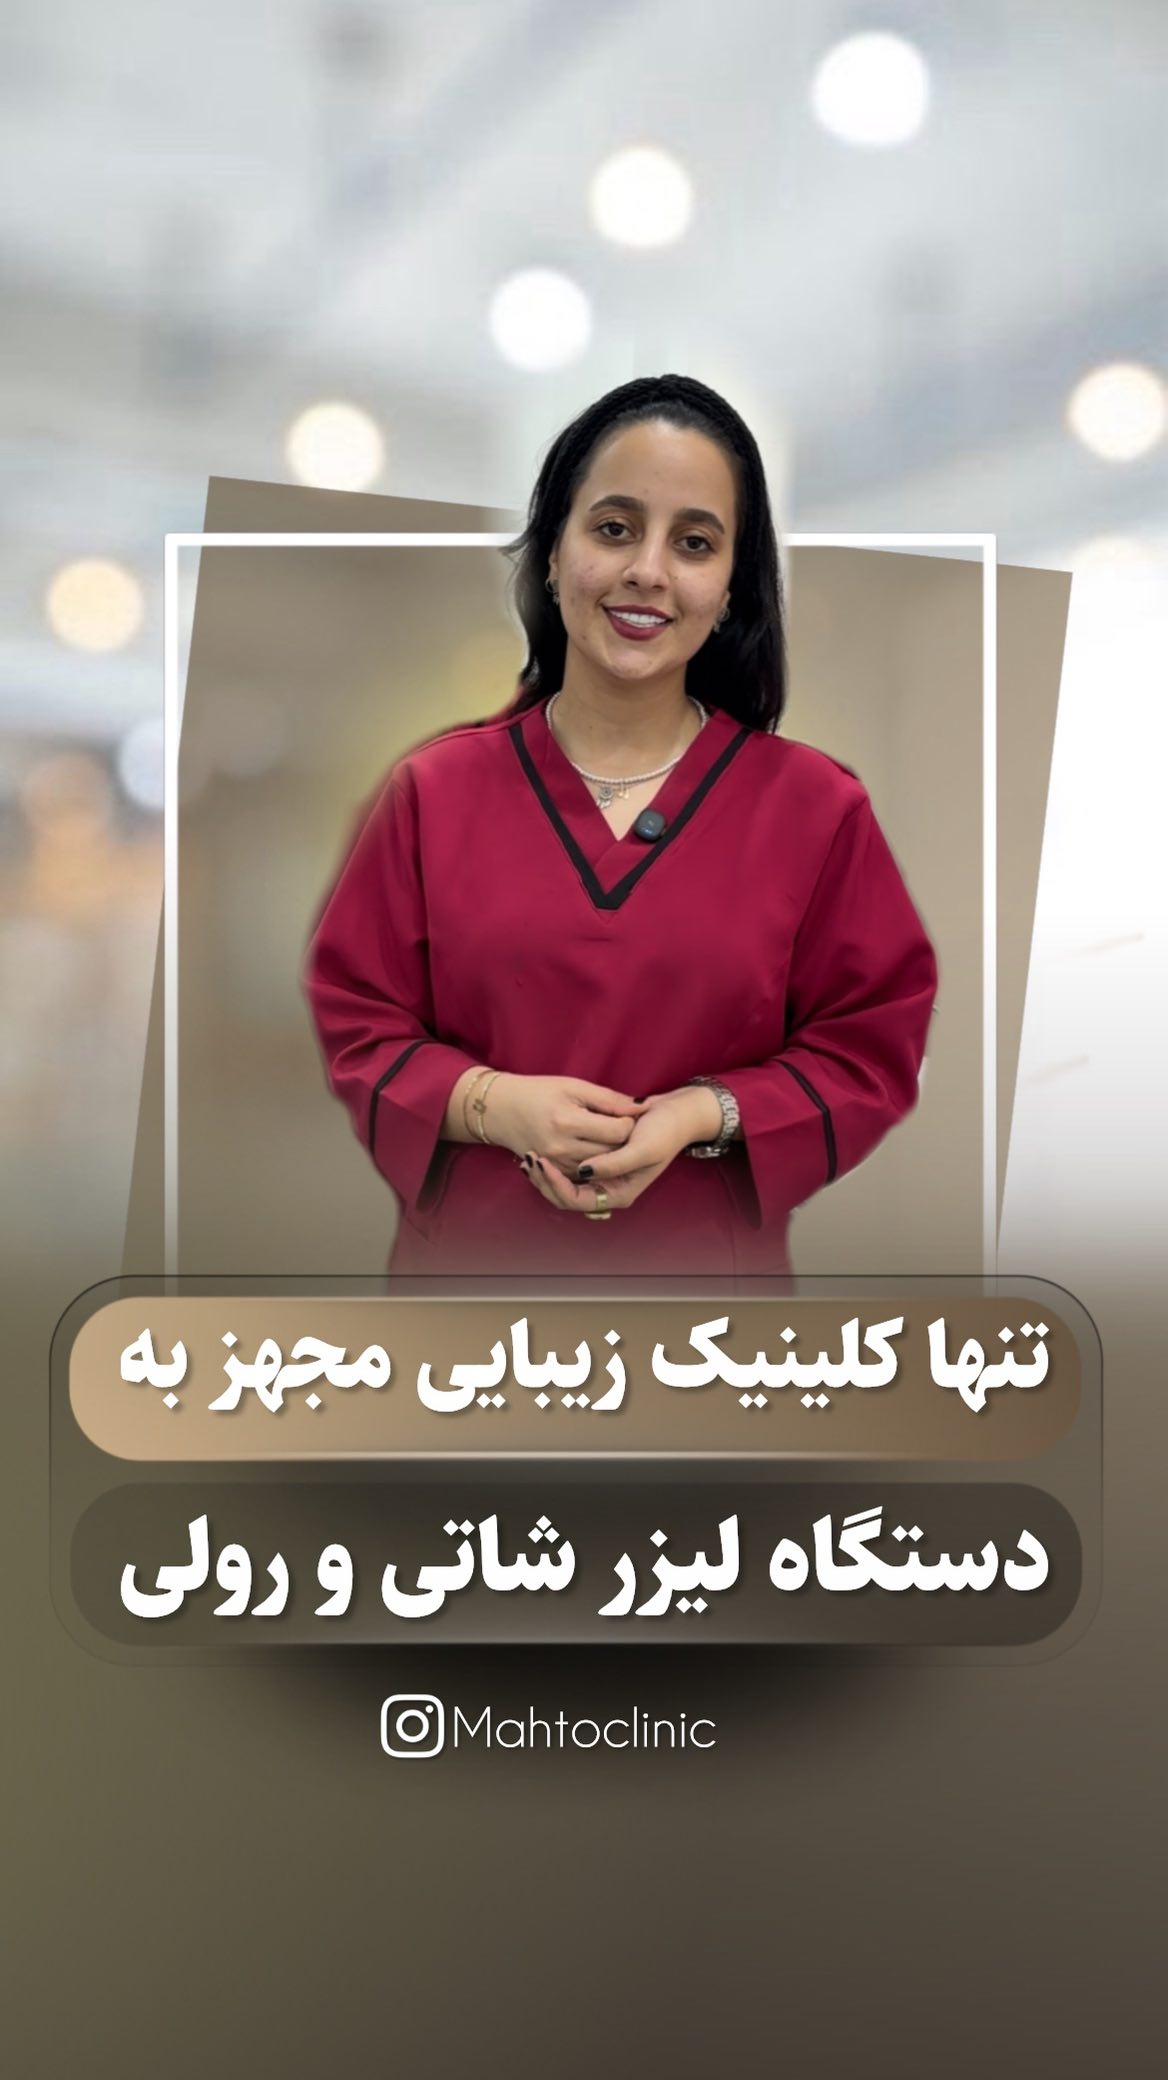 تنها کلینیک زیبایی مجهز به
دستگاه لیزر شاتی و رولی
Mahtoclinic